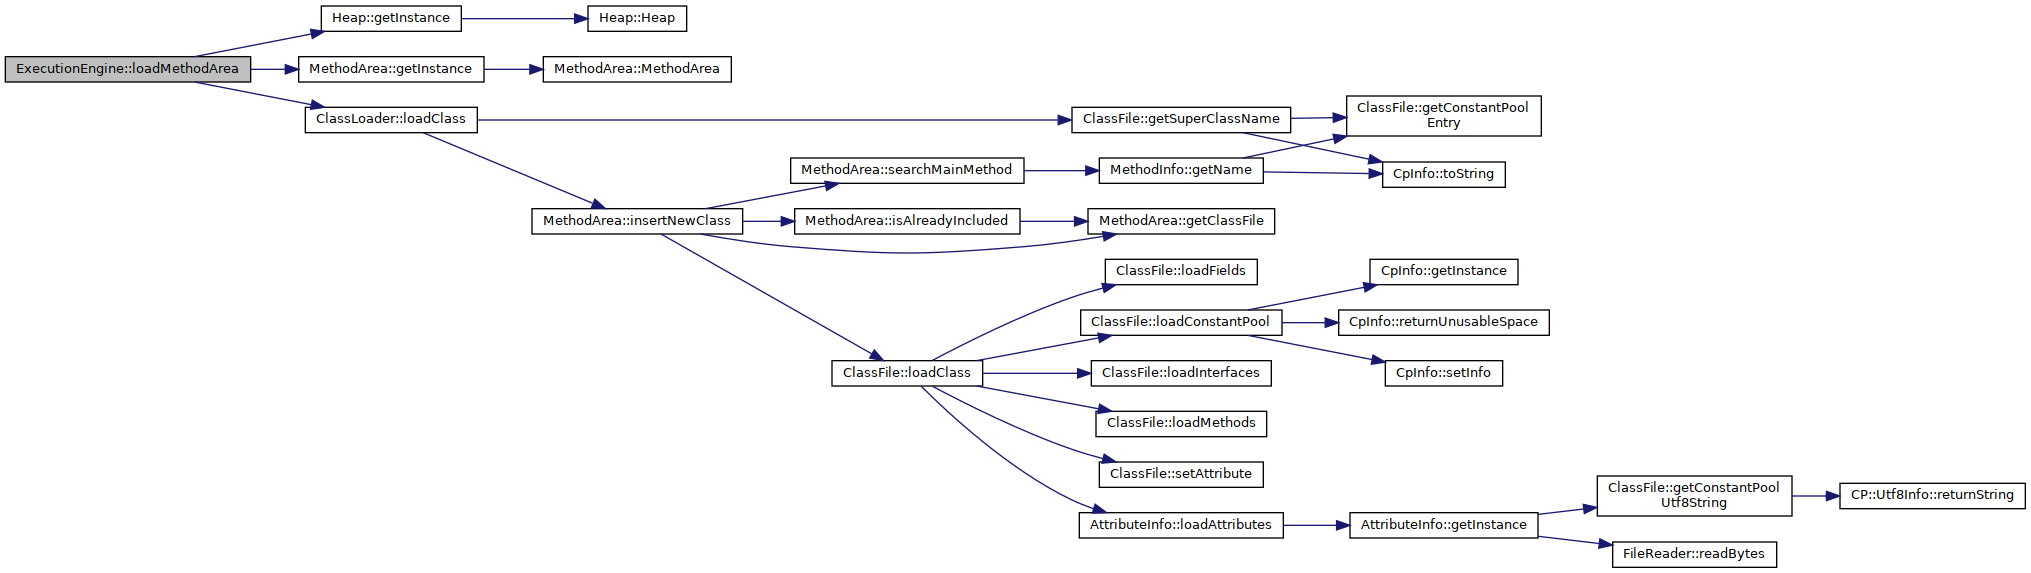 Heap::getInstance
Heap::Heap
ExecutionEngine::loadMethodArea
MethodArea::getInstance
MethodArea::MethodArea
ClassLoader::loadClass
ClassFile::getSuperClassName
ClassFile::getConstantPool
Entry
MethodArea::searchMainMethod
MethodInfo::getName
CpInfo::toString
MethodArea::insertNewClass
MethodArea::isAlreadyIncluded
MethodArea::getClassFile
ClassFile::loadFields
CpInfo::getInstance
ClassFile::loadConstantPool
CpInfo::returnUnusableSpace
ClassFile::loadClass
ClassFile::loadInterfaces
CpInfo::setInfo
ClassFile::loadMethods
ClassFile::setAttribute
ClassFile::getConstantPool
Utf8String
CP::Utf8Info::returnString
AttributeInfo::loadAttributes
AttributeInfo::getInstance
FileReader::readBytes